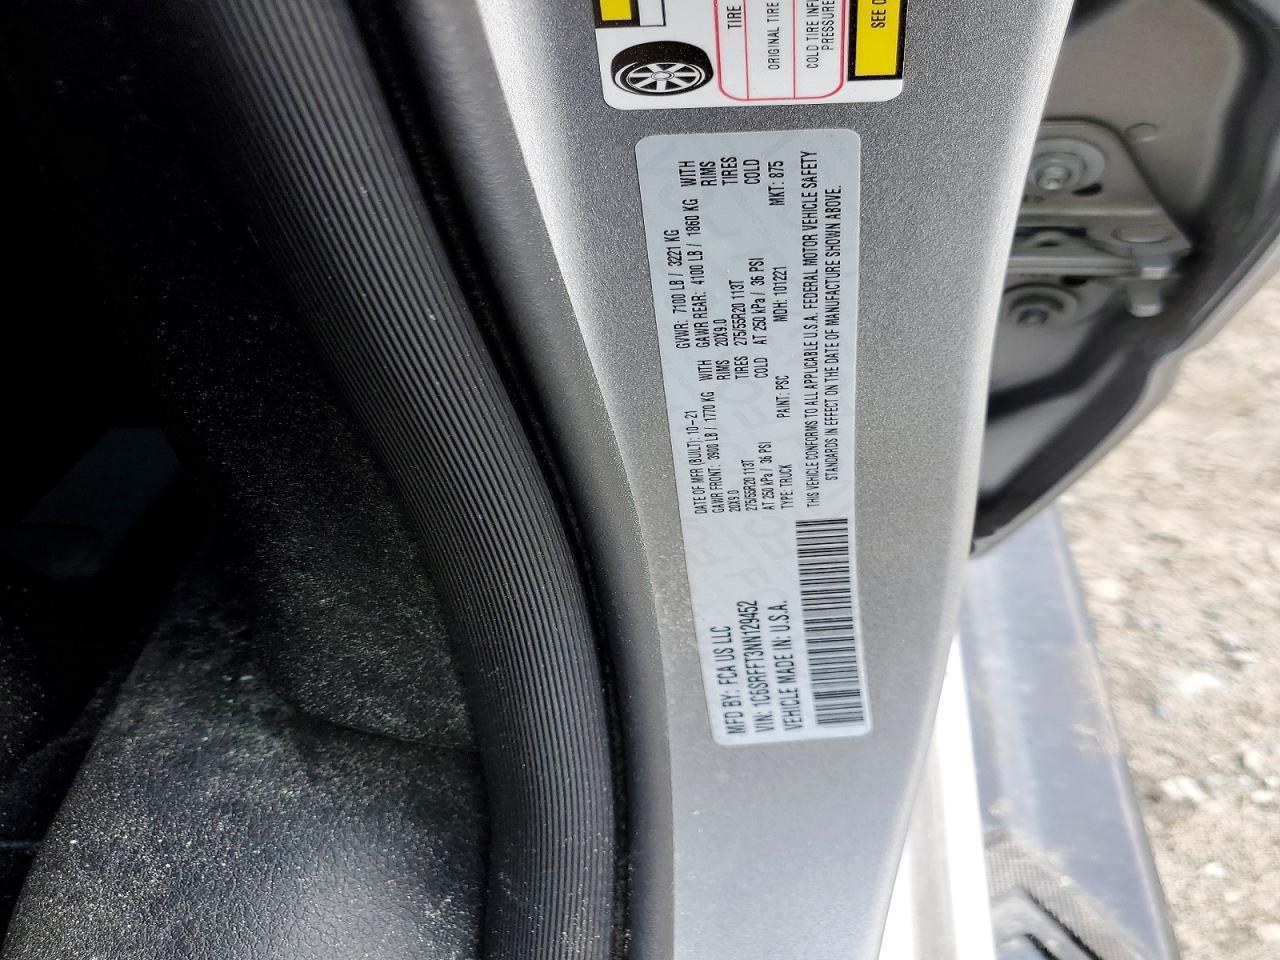 TIRE
ORIGINAL TIRE
COLD TIRE
PRESSURE
SEE
MFD BY: FCA US LLC
VIN: 1C6SRFFT3NN129452
VEHICLE MADE IN: U.S.A.
DATE OF MFR (BUILT): 10-21 GVWR: 7100 LB / 3221 KG
GAWR FRONT: 3900 LB / 1770 KG WITH GAWR REAR: 4100 LB / 1860 KG WITH
20X9.0 RIMS 20X9.0 RIMS
275/55R20 113T TIRES 275/55R20 113T TIRES
AT 250 kPa / 36 PSI COLD AT 250 kPa / 36 PSI COLD
TYPE: TRUCK PAINT: PSC MDH: 101221 MKT: 875
THIS VEHICLE CONFORMS TO ALL APPLICABLE U.S.A. FEDERAL MOTOR VEHICLE SAFETY
STANDARDS IN EFFECT ON THE DATE OF MANUFACTURE SHOWN ABOVE.